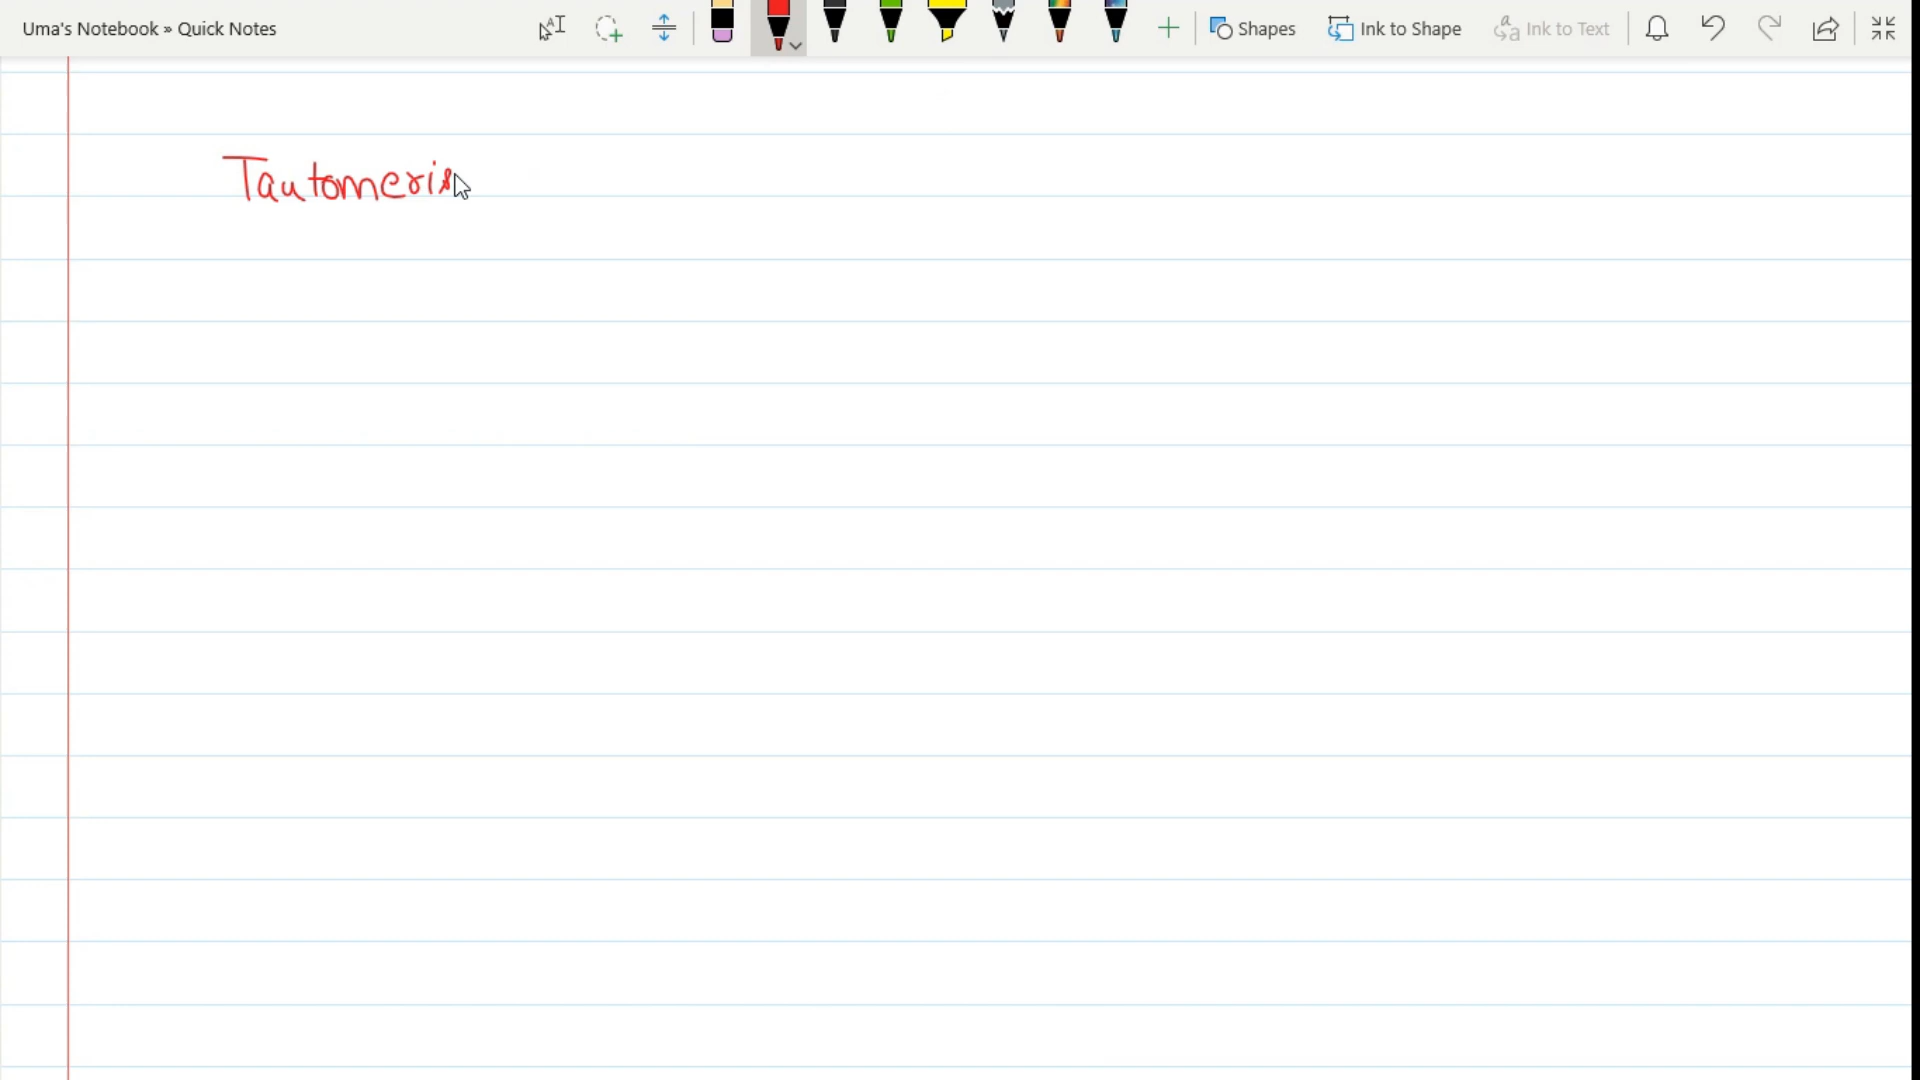 Uma's Notebook » Quick Notes
Shapes
Ink to Shape
Ink to Text
Tautomeris